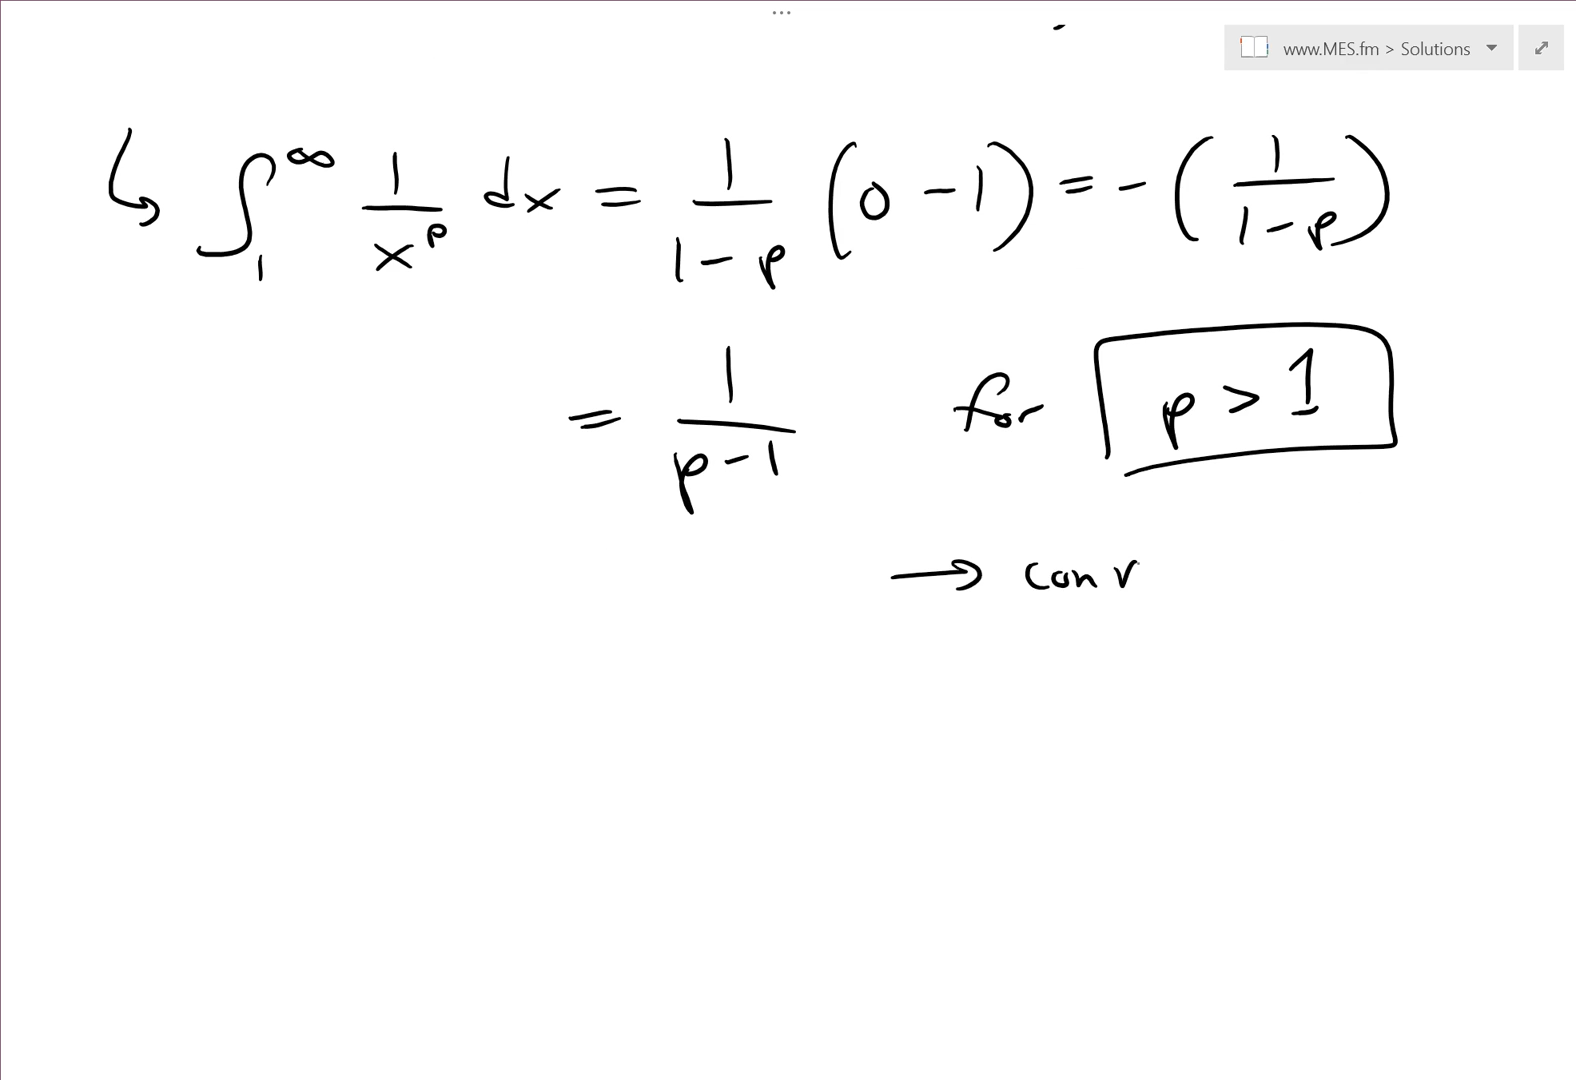 www.MES.fm > Solutions
↳ ∫₁^∞ 1/x^p dx = 1/(1-p) (0 - 1) = - (1/(1-p))
= 1/(p-1) for p > 1
→ conv